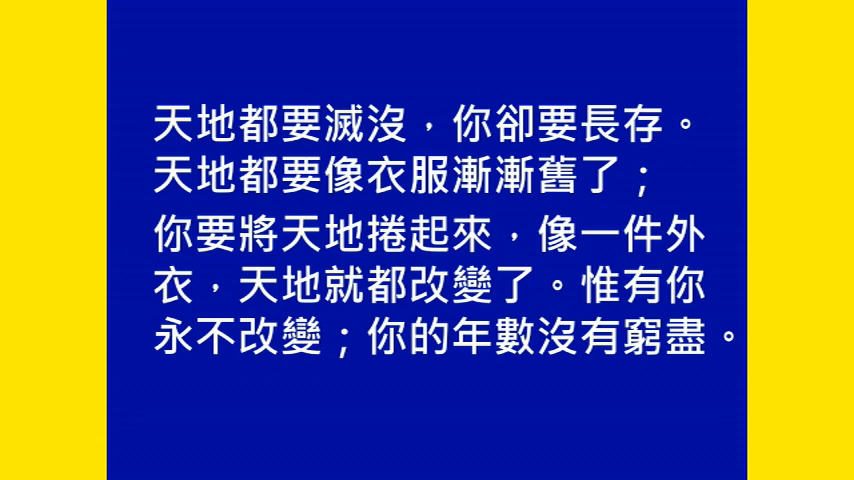 天地都要滅沒，你卻要長存。
天地都要像衣服漸漸舊了；
你要將天地捲起來，像一件外
衣，天地就都改變了。惟有你
永不改變；你的年數沒有窮盡。